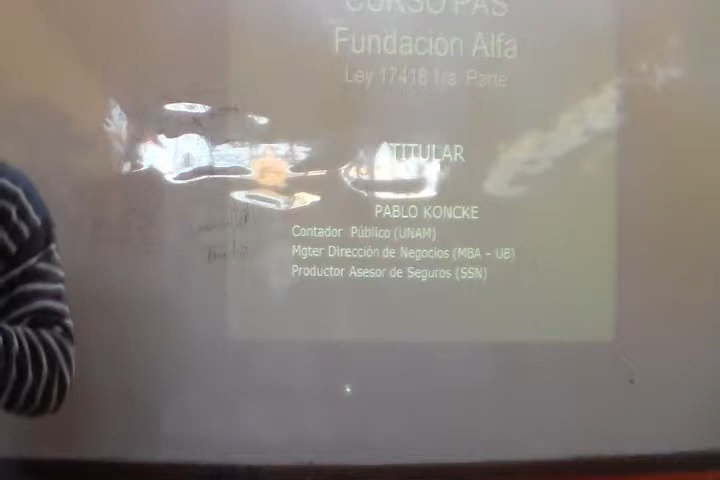 CURSO PAS
Fundación Alfa
Ley 17418 1ra Parte
TITULAR
PABLO KONCKE
Contador Público (UNAM)
Mgter Dirección de Negocios (MBA – UB)
Productor Asesor de Seguros (SSN)